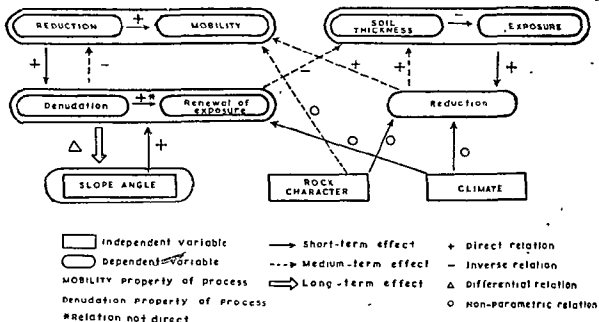 REDUCTION + MOBILITY
SOIL THICKNESS - EXPOSURE
+ - - + + +
Denudation +* Renewal of exposure
Reduction
Δ + O O O O
SLOPE ANGLE
ROCK CHARACTER
CLIMATE
Independent variable
Dependent variable
MOBILITY property of process
Denudation property of process
*Relation not direct
Short-term effect
Medium-term effect
Long-term effect
+ Direct relation
- Inverse relation
Δ Differential relation
O Non-parametric relation